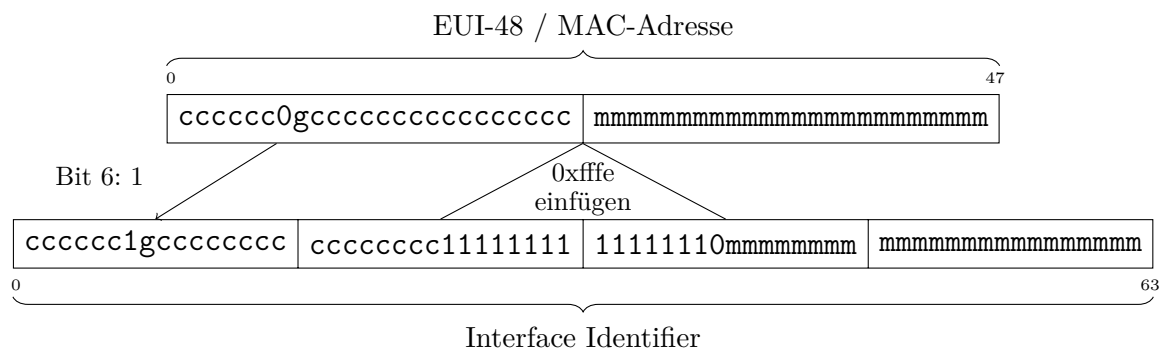 EUI-48 / MAC-Adresse
0 47
cccccc0gcccccccccccccccc mmmmmmmmmmmmmmmmmmmmmmmm
Bit 6: 1
0xfffe
einfügen
cccccc1gcccccccc cccccccc11111111 11111110mmmmmmmm mmmmmmmmmmmmmmmm
0 63
Interface Identifier